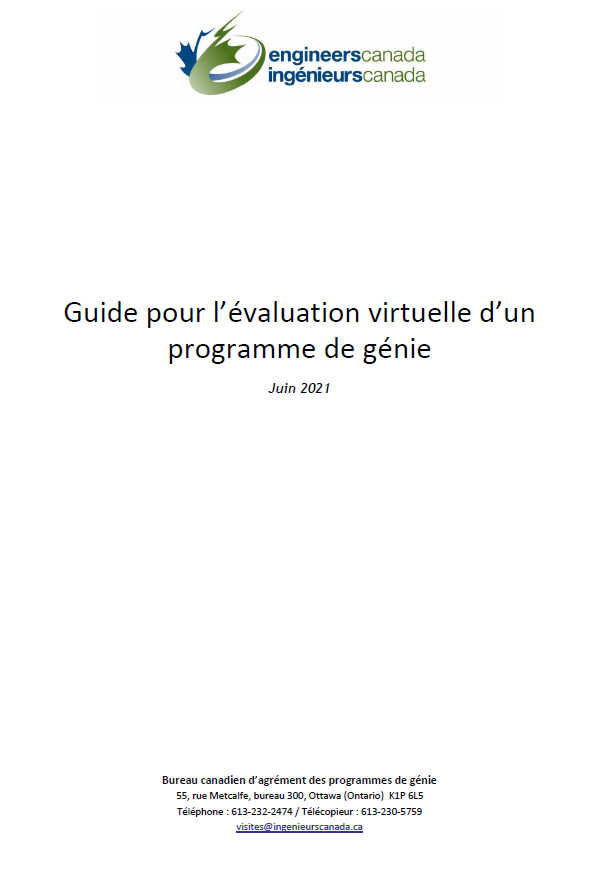 engineerscanada
ingénieurscanada
Guide pour l’évaluation virtuelle d’un
programme de génie
Juin 2021
Bureau canadien d’agrément des programmes de génie
55, rue Metcalfe, bureau 300, Ottawa (Ontario)  K1P 6L5
Téléphone : 613-232-2474 / Télécopieur : 613-230-5759
visites@ingenieurscanada.ca